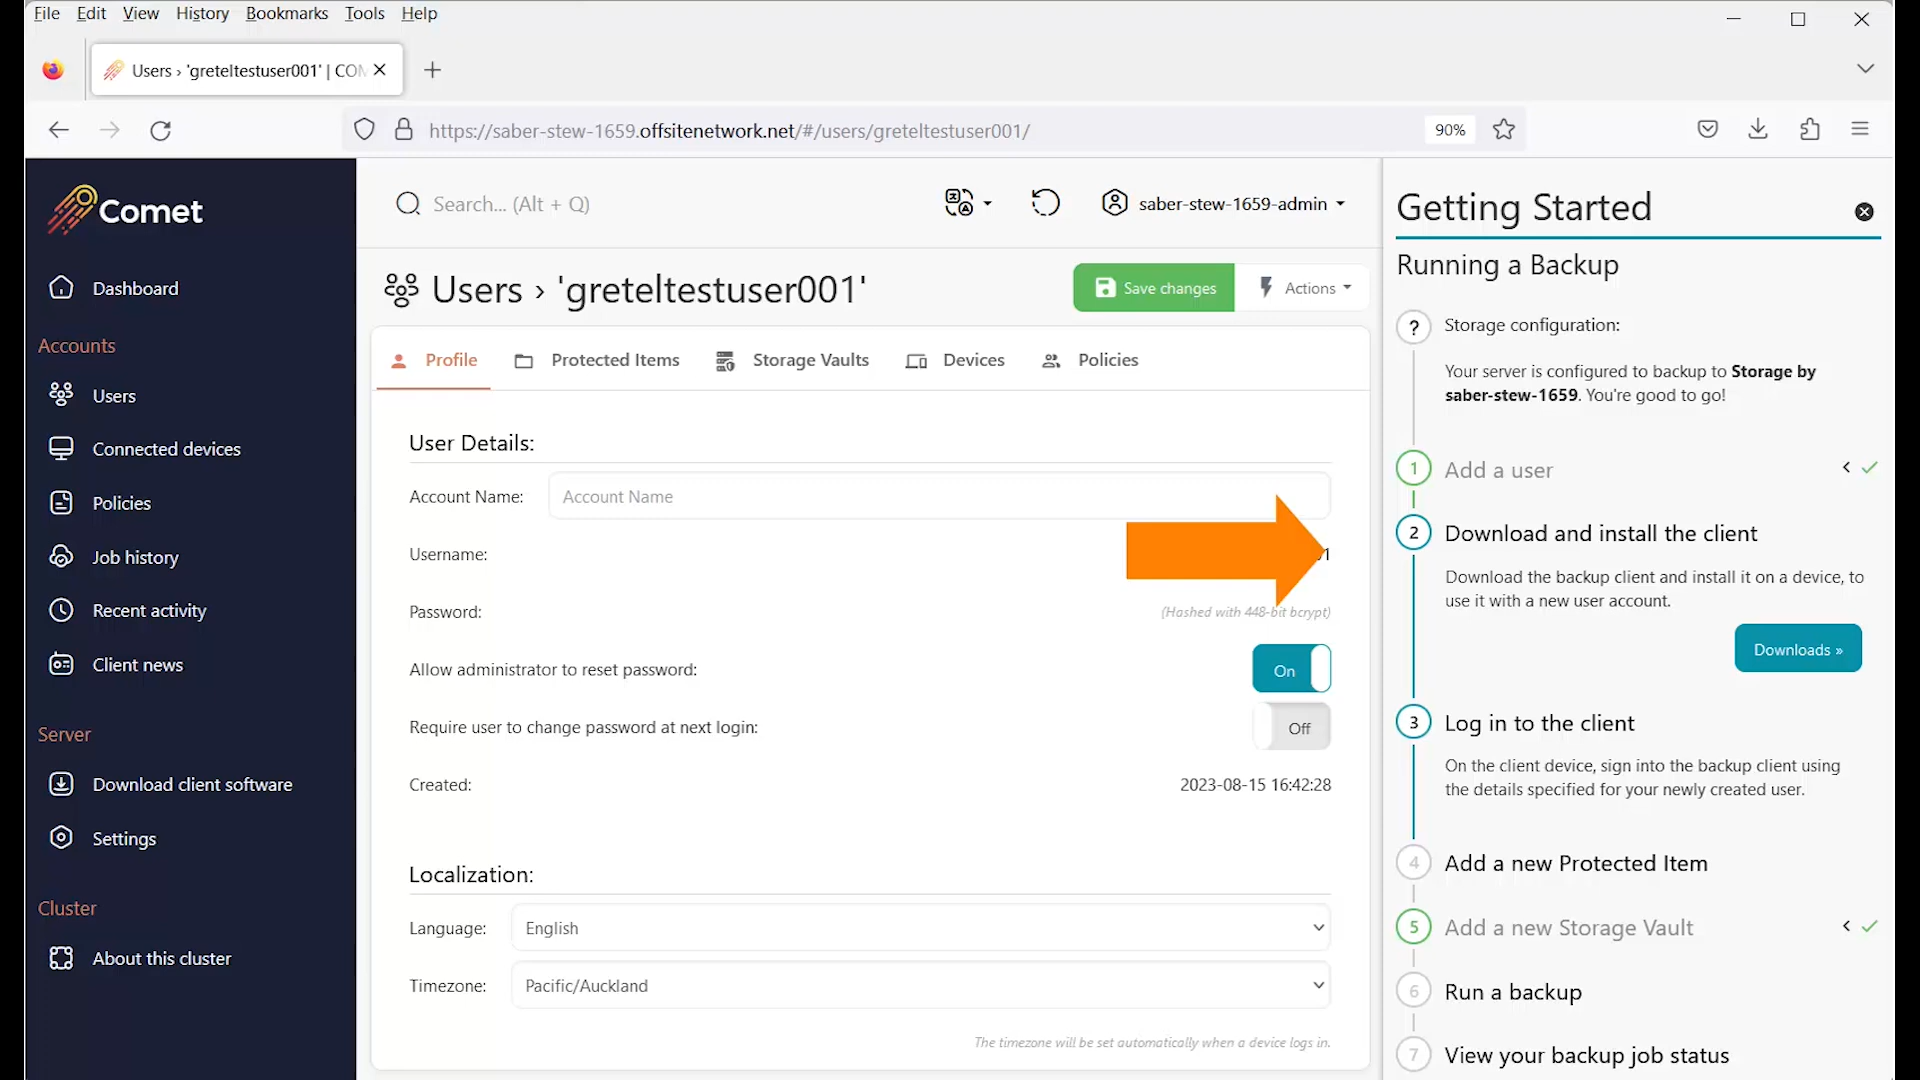 File Edit View History Bookmarks Tools Help
Users › 'greteltestuser001' | COM
https://saber-stew-1659.offsitenetwork.net/#/users/greteltestuser001/
90%
Comet
Search... (Alt + Q)
saber-stew-1659-admin
Dashboard
Accounts
Users
Connected devices
Policies
Job history
Recent activity
Client news
Server
Download client software
Settings
Cluster
About this cluster
Users › 'greteltestuser001'
Save changes
Actions
Profile
Protected Items
Storage Vaults
Devices
Policies
User Details:
Account Name: Account Name
Username:
Password: (Hashed with 448-bit bcrypt)
Allow administrator to reset password: On
Require user to change password at next login: Off
Created: 2023-08-15 16:42:28
Localization:
Language: English
Timezone: Pacific/Auckland
The timezone will be set automatically when a device logs in.
Getting Started
Running a Backup
? Storage configuration:
Your server is configured to backup to Storage by
saber-stew-1659. You're good to go!
1 Add a user
2 Download and install the client
Download the backup client and install it on a device, to
use it with a new user account.
Downloads »
3 Log in to the client
On the client device, sign into the backup client using
the details specified for your newly created user.
4 Add a new Protected Item
5 Add a new Storage Vault
6 Run a backup
7 View your backup job status